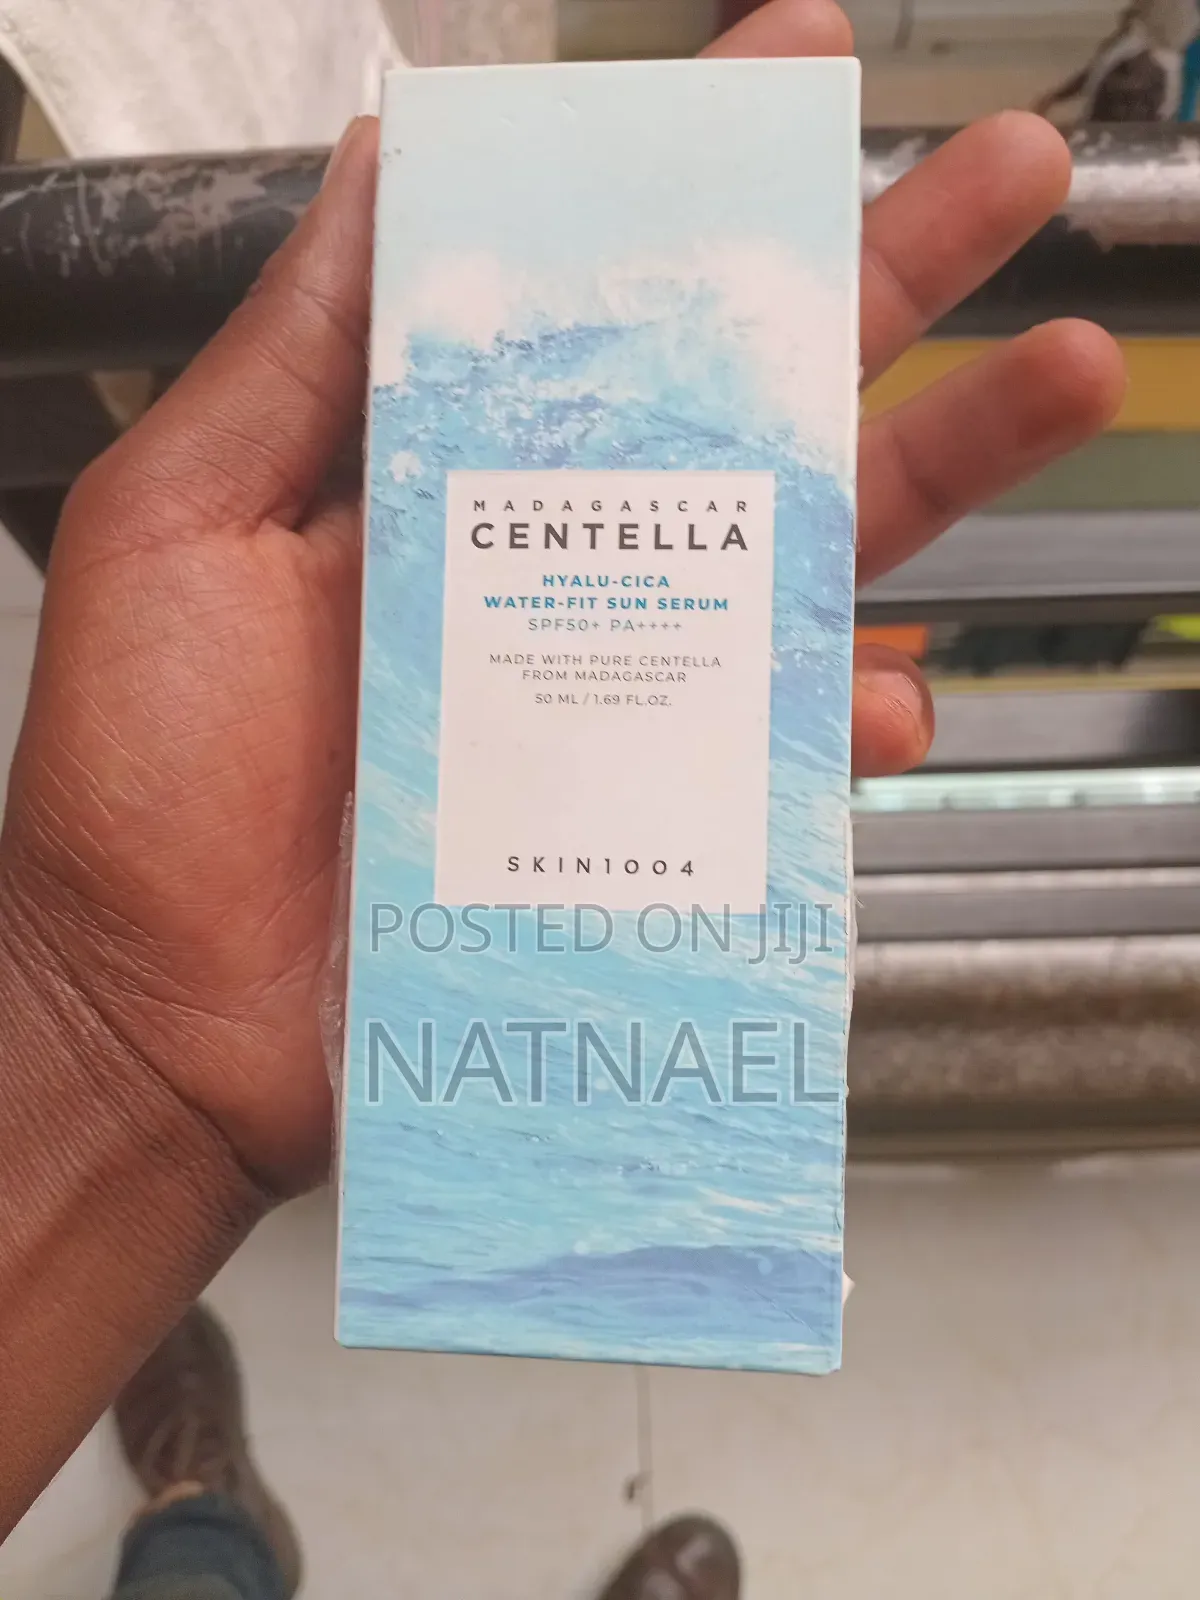 MADAGASCAR
CENTELLA
HYALU-CICA
WATER-FIT SUN SERUM
SPF50+ PA++++
MADE WITH PURE CENTELLA
FROM MADAGASCAR
50 ML / 1.69 FL.OZ.
SKIN1004
POSTED ON JIJI
NATNAEL